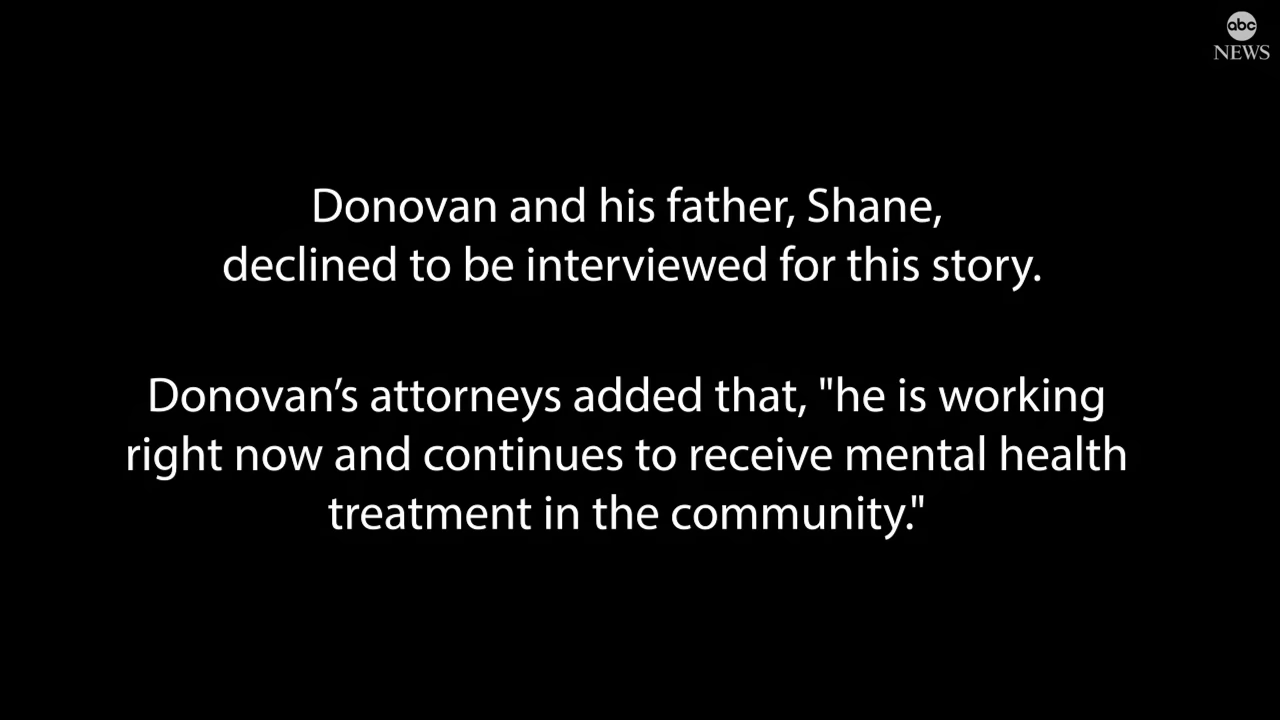 abc
NEWS
Donovan and his father, Shane,
declined to be interviewed for this story.
Donovan’s attorneys added that, "he is working
right now and continues to receive mental health
treatment in the community."